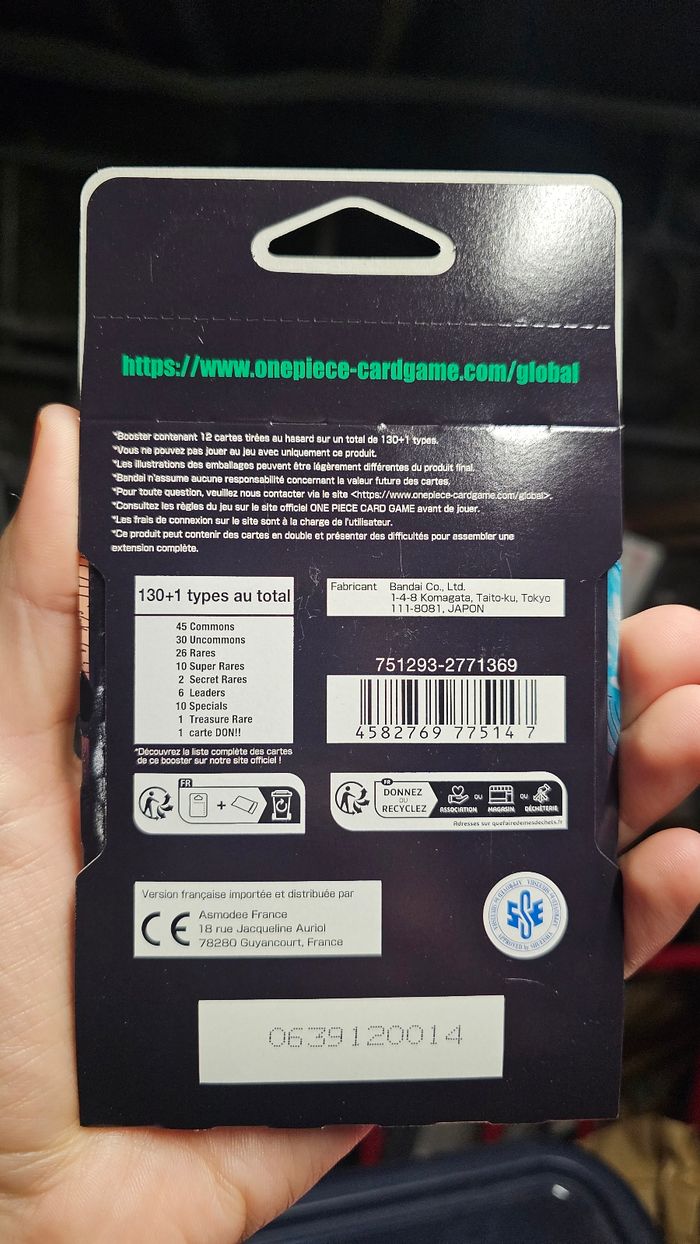 https://www.onepiece-cardgame.com/global
*Booster contenant 12 cartes tirées au hasard sur un total de 130+1 types.
*Vous ne pouvez pas jouer au jeu avec uniquement ce produit.
*Les illustrations des emballages peuvent être légèrement différentes du produit final.
*Bandai n'assume aucune responsabilité concernant la valeur future des cartes.
*Pour toute question, veuillez nous contacter via le site <https://www.onepiece-cardgame.com/global>.
*Consultez les règles du jeu sur le site officiel ONE PIECE CARD GAME avant de jouer.
*Les frais de connexion sur le site sont à la charge de l'utilisateur.
*Ce produit peut contenir des cartes en double et présenter des difficultés pour assembler une
extension complète.
130+1 types au total
45 Commons
30 Uncommons
26 Rares
10 Super Rares
2 Secret Rares
6 Leaders
10 Specials
1 Treasure Rare
1 carte DON!!
*Découvrez la liste complète des cartes
de ce booster sur notre site officiel !
Fabricant Bandai Co., Ltd.
1-4-8 Komagata, Taito-ku, Tokyo
111-8081, JAPON
751293-2771369
4582769 77514 7
FR
+
FR
DONNEZ
OU
RECYCLEZ
ASSOCIATION
OU
MAGASIN
OU
DÉCHÈTERIE
Adresses sur quefairedemesdechets.fr
Version française importée et distribuée par
CE
Asmodee France
18 rue Jacqueline Auriol
78280 Guyancourt, France
SSE
0639120014